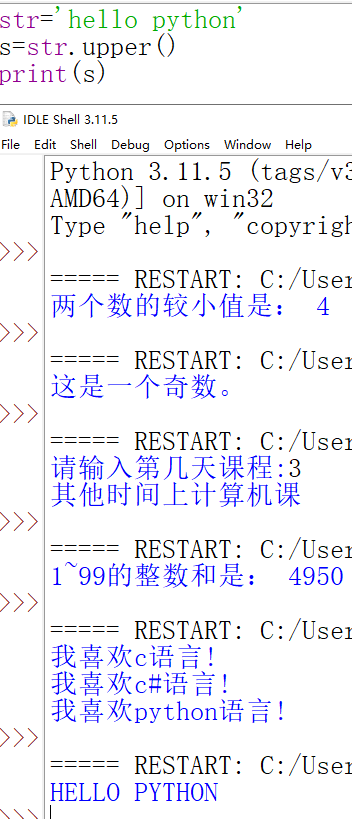 str='hello python'
s=str.upper()
print(s)
IDLE Shell 3.11.5
File Edit Shell Debug Options Window Help
Python 3.11.5 (tags/v3
AMD64)] on win32
Type "help", "copyrigh
>>>
===== RESTART: C:/User
两个数的较小值是： 4
>>>
===== RESTART: C:/User
这是一个奇数。
>>>
===== RESTART: C:/User
请输入第几天课程:3
其他时间上计算机课
>>>
===== RESTART: C:/User
1~99的整数和是： 4950
>>>
===== RESTART: C:/User
我喜欢c语言!
我喜欢c#语言!
我喜欢python语言!
>>>
===== RESTART: C:/User
HELLO PYTHON
>>>